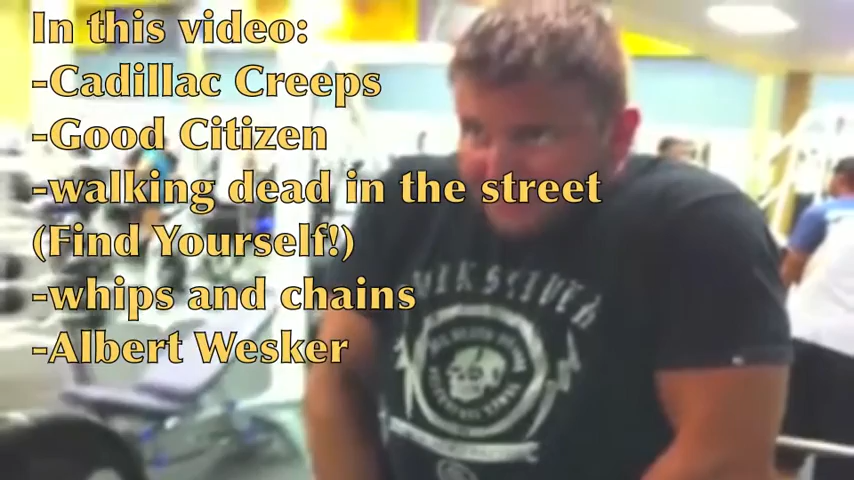 In this video:
-Cadillac Creeps
-Good Citizen
-walking dead in the street
(Find Yourself!)
-whips and chains
-Albert Wesker